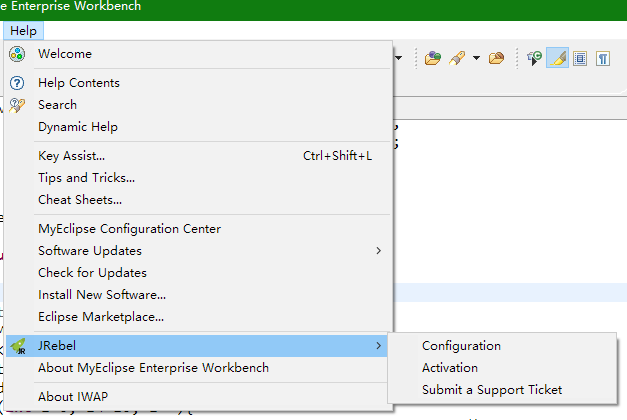 e Enterprise Workbench
Help
Welcome
Help Contents
Search
Dynamic Help
Key Assist... Ctrl+Shift+L
Tips and Tricks...
Cheat Sheets...
MyEclipse Configuration Center
Software Updates
Check for Updates
Install New Software...
Eclipse Marketplace...
JRebel
Configuration
About MyEclipse Enterprise Workbench
Activation
Submit a Support Ticket
About IWAP